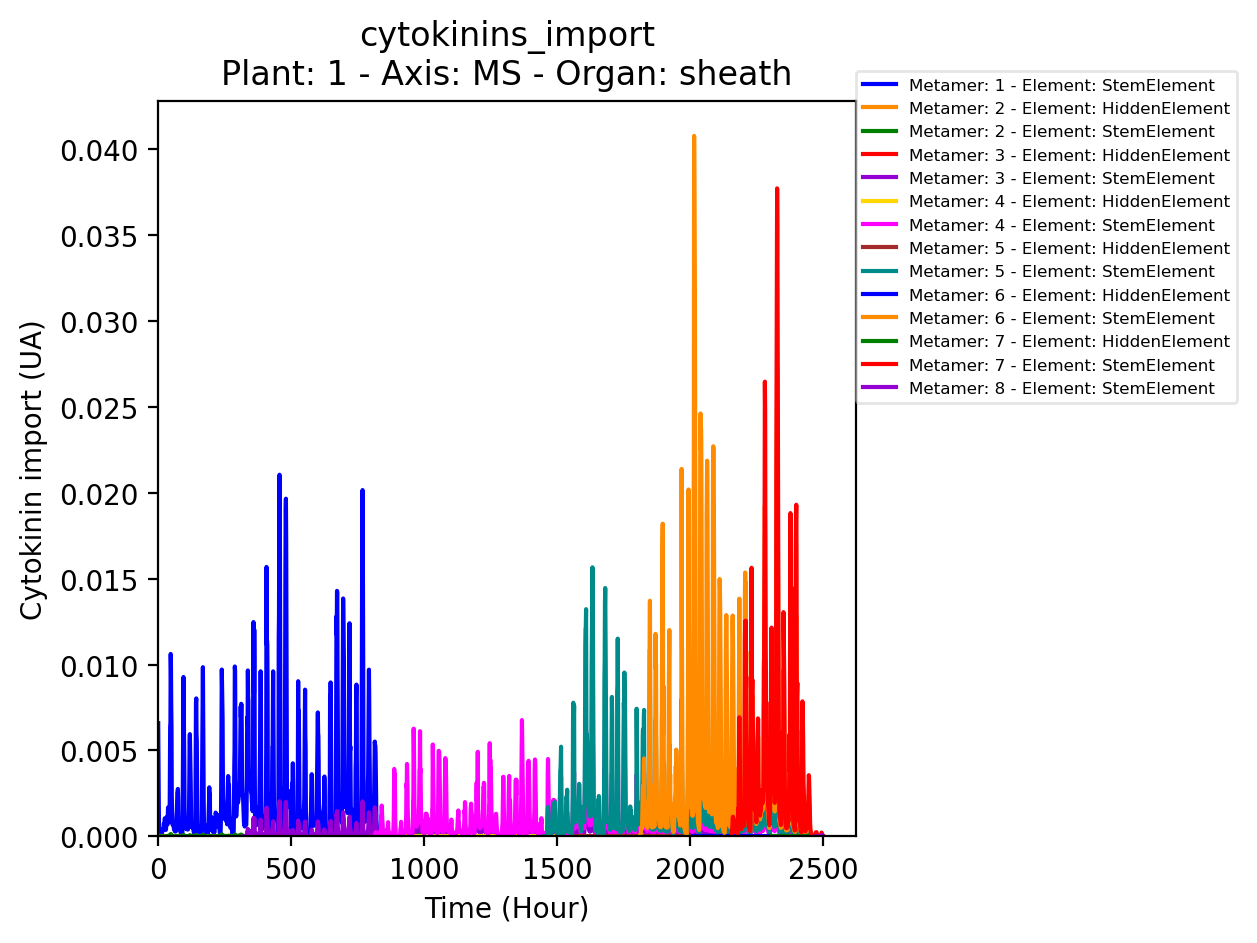 cytokinins_import
Plant: 1 - Axis: MS - Organ: sheath
Metamer: 1 - Element: StemElement
Metamer: 2 - Element: HiddenElement
Metamer: 2 - Element: StemElement
Metamer: 3 - Element: HiddenElement
Metamer: 3 - Element: StemElement
Metamer: 4 - Element: HiddenElement
Metamer: 4 - Element: StemElement
Metamer: 5 - Element: HiddenElement
Metamer: 5 - Element: StemElement
Metamer: 6 - Element: HiddenElement
Metamer: 6 - Element: StemElement
Metamer: 7 - Element: HiddenElement
Metamer: 7 - Element: StemElement
Metamer: 8 - Element: StemElement
Cytokinin import (UA)
0.040
0.035
0.030
0.025
0.020
0.015
0.010
0.005
0.000
0 500 1000 1500 2000 2500
Time (Hour)